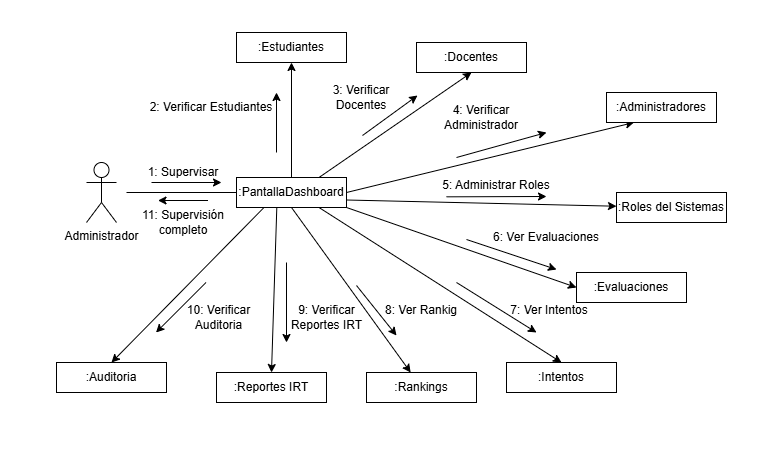 :Estudiantes
:Docentes
3: Verificar
Docentes
2: Verificar Estudiantes
4: Verificar
Administrador
:Administradores
1: Supervisar
:PantallaDashboard
5: Administrar Roles
:Roles del Sistemas
11: Supervisión
completo
Administrador
6: Ver Evaluaciones
:Evaluaciones
10: Verificar
Auditoria
9: Verificar
Reportes IRT
8: Ver Rankig
7: Ver Intentos
:Auditoria
:Reportes IRT
:Rankings
:Intentos